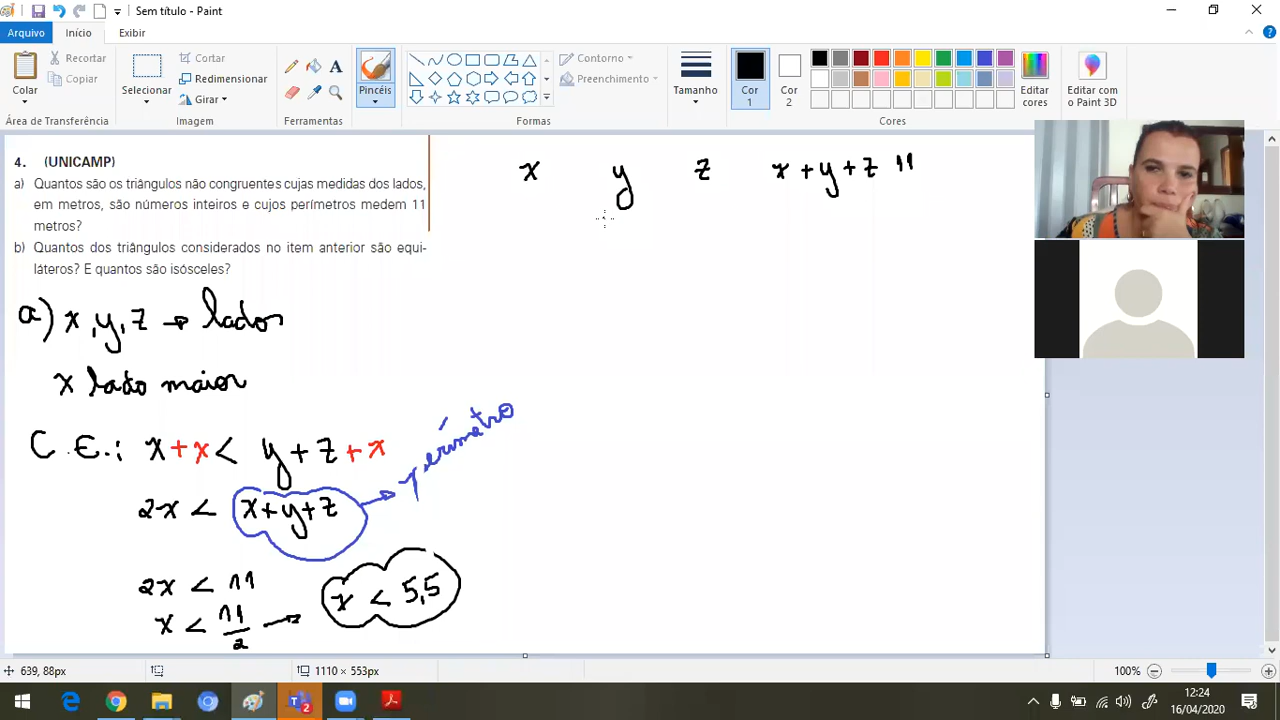 Sem título - Paint
Arquivo Início Exibir
Colar
Recortar
Copiar
Área de Transferência
Selecionar
Cortar
Redimensionar
Girar
Imagem
A
Ferramentas
Pincéis
Formas
Contorno
Preenchimento
Tamanho
Cor 1
Cor 2
Cores
Editar cores
Editar com o Paint 3D
4. (UNICAMP)
a) Quantos são os triângulos não congruentes cujas medidas dos lados,
em metros, são números inteiros e cujos perímetros medem 11
metros?
b) Quantos dos triângulos considerados no item anterior são equi-
láteros? E quantos são isósceles?
x y z x+y+z 11
a) x, y, z → lados
x lado maior
C.E.: x+x < y+z+x
2x < x+y+z → perímetro
2x < 11
x < 11/2 → x < 5,5
639, 88px
1110 × 553px
100%
12:24
16/04/2020